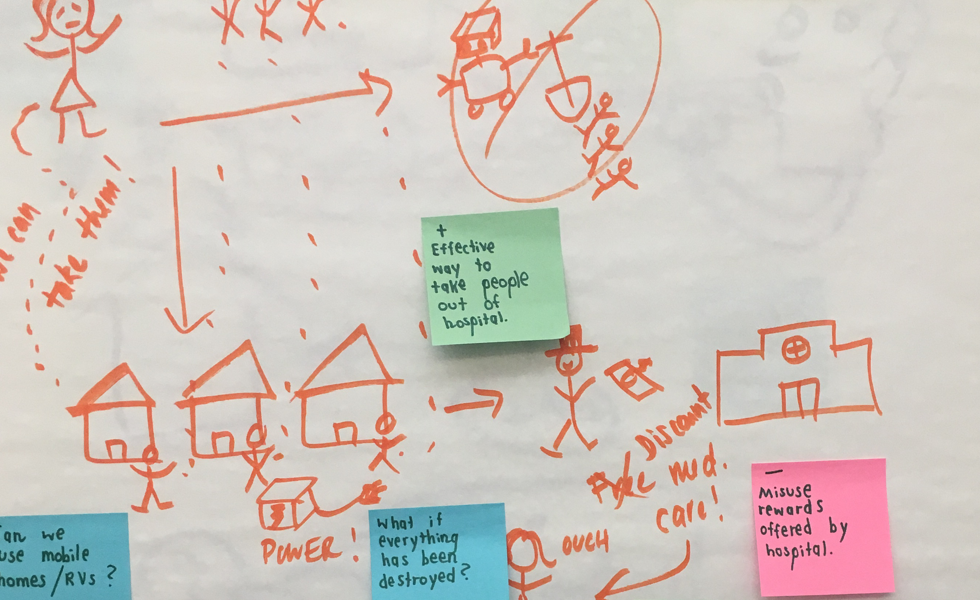 we can
take them!
+
Effective
way to
take people
out of
hospital.
POWER!
Discount
med.
care!
OUCH
an we
use mobile
homes/RVs?
What if
everything
has been
destroyed?
-
Misuse
rewards
offered by
hospital.